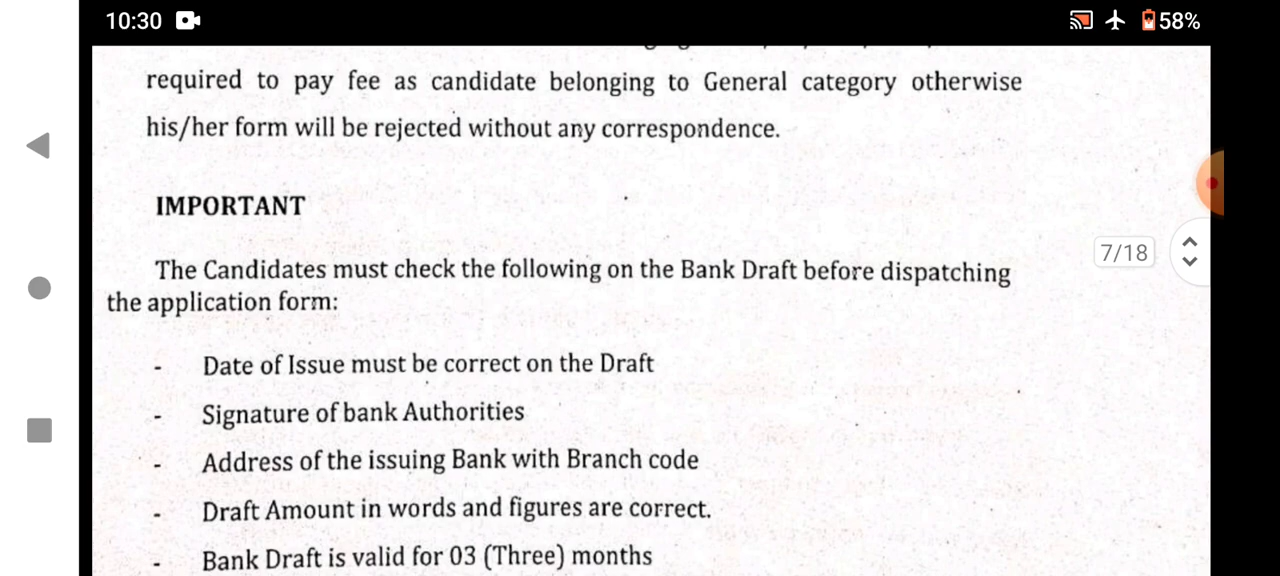 10:30
58%
required to pay fee as candidate belonging to General category otherwise
his/her form will be rejected without any correspondence.
IMPORTANT
7/18
The Candidates must check the following on the Bank Draft before dispatching
the application form:
- Date of Issue must be correct on the Draft
- Signature of bank Authorities
- Address of the issuing Bank with Branch code
- Draft Amount in words and figures are correct.
- Bank Draft is valid for 03 (Three) months